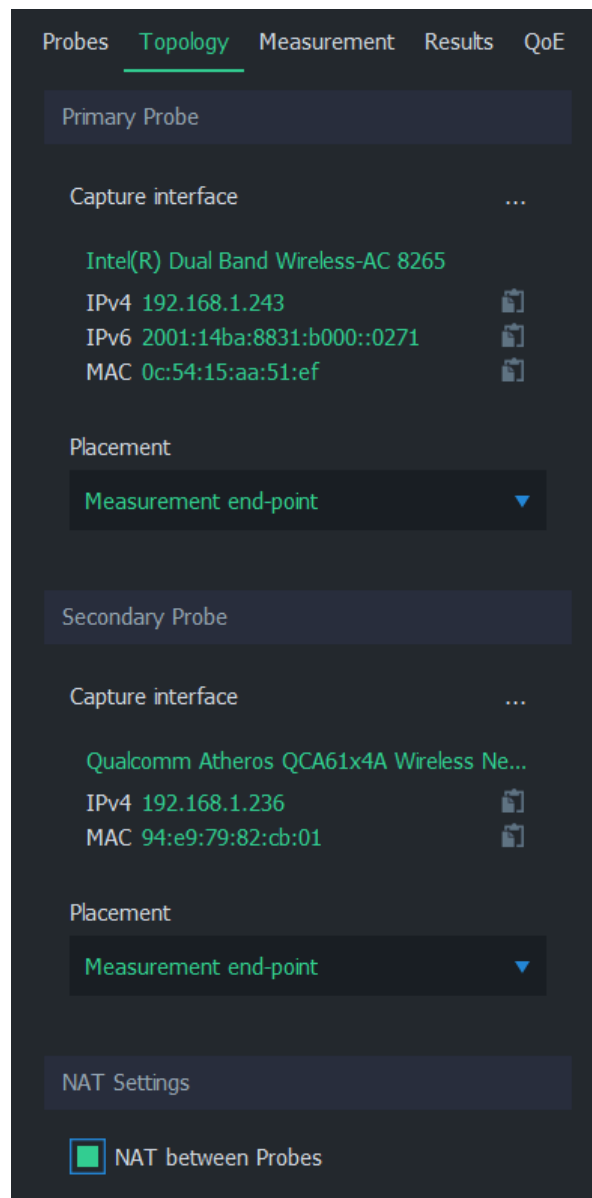 Probes Topology Measurement Results QoE
Primary Probe
Capture interface ...
Intel(R) Dual Band Wireless-AC 8265
IPv4 192.168.1.243
IPv6 2001:14ba:8831:b000::0271
MAC 0c:54:15:aa:51:ef
Placement
Measurement end-point
Secondary Probe
Capture interface ...
Qualcomm Atheros QCA61x4A Wireless Ne...
IPv4 192.168.1.236
MAC 94:e9:79:82:cb:01
Placement
Measurement end-point
NAT Settings
NAT between Probes